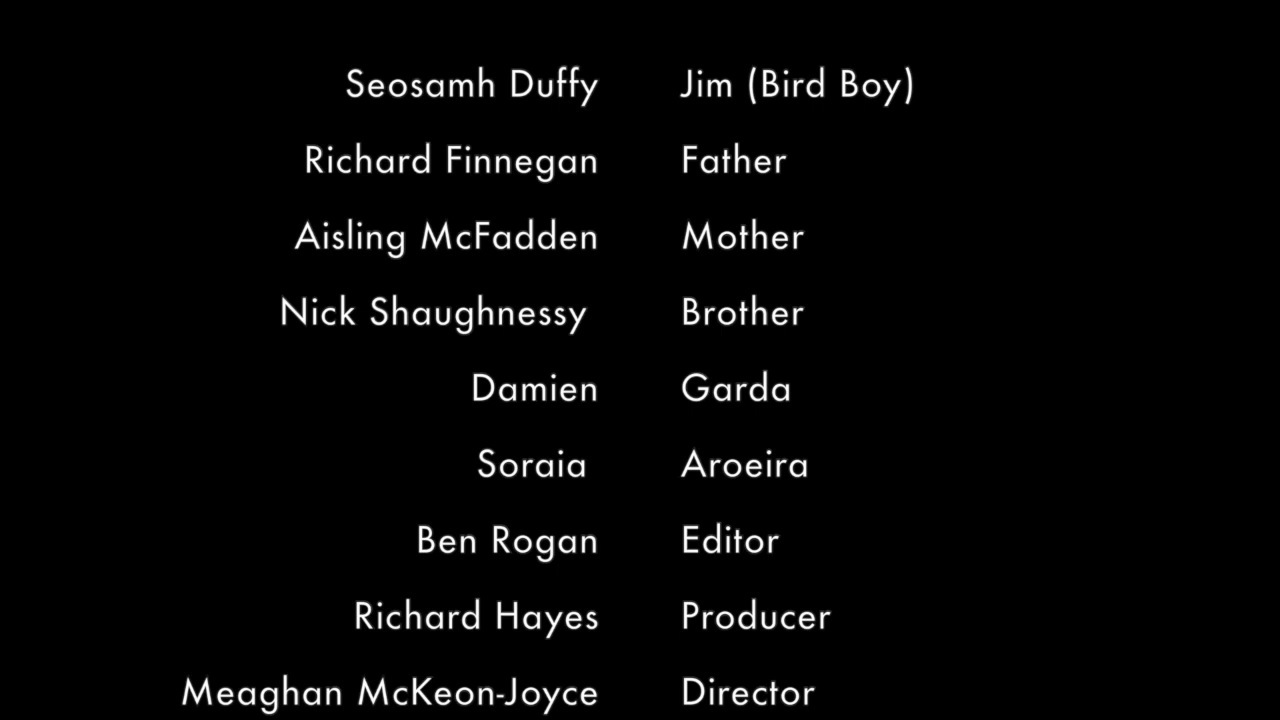 Seosamh Duffy Jim (Bird Boy)
Richard Finnegan Father
Aisling McFadden Mother
Nick Shaughnessy Brother
Damien Garda
Soraia Aroeira
Ben Rogan Editor
Richard Hayes Producer
Meaghan McKeon-Joyce Director